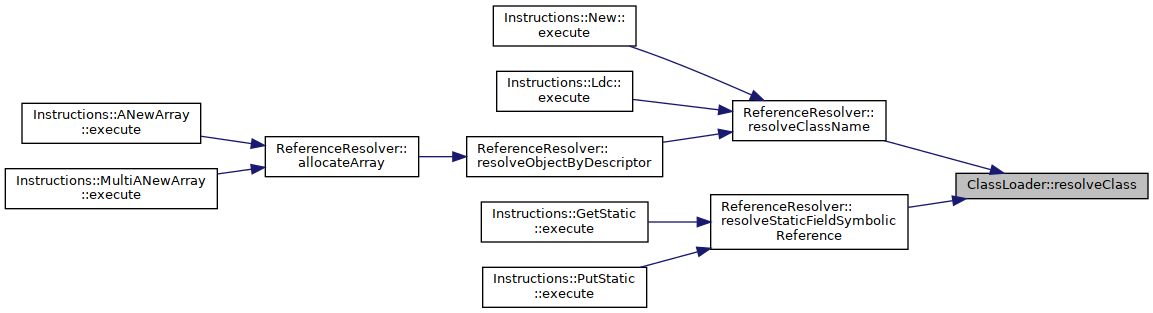 Instructions::New::
execute
Instructions::Ldc::
execute
Instructions::ANewArray
::execute
ReferenceResolver::
resolveClassName
ReferenceResolver::
allocateArray
ReferenceResolver::
resolveObjectByDescriptor
Instructions::MultiANewArray
::execute
ClassLoader::resolveClass
Instructions::GetStatic
::execute
ReferenceResolver::
resolveStaticFieldSymbolic
Reference
Instructions::PutStatic
::execute